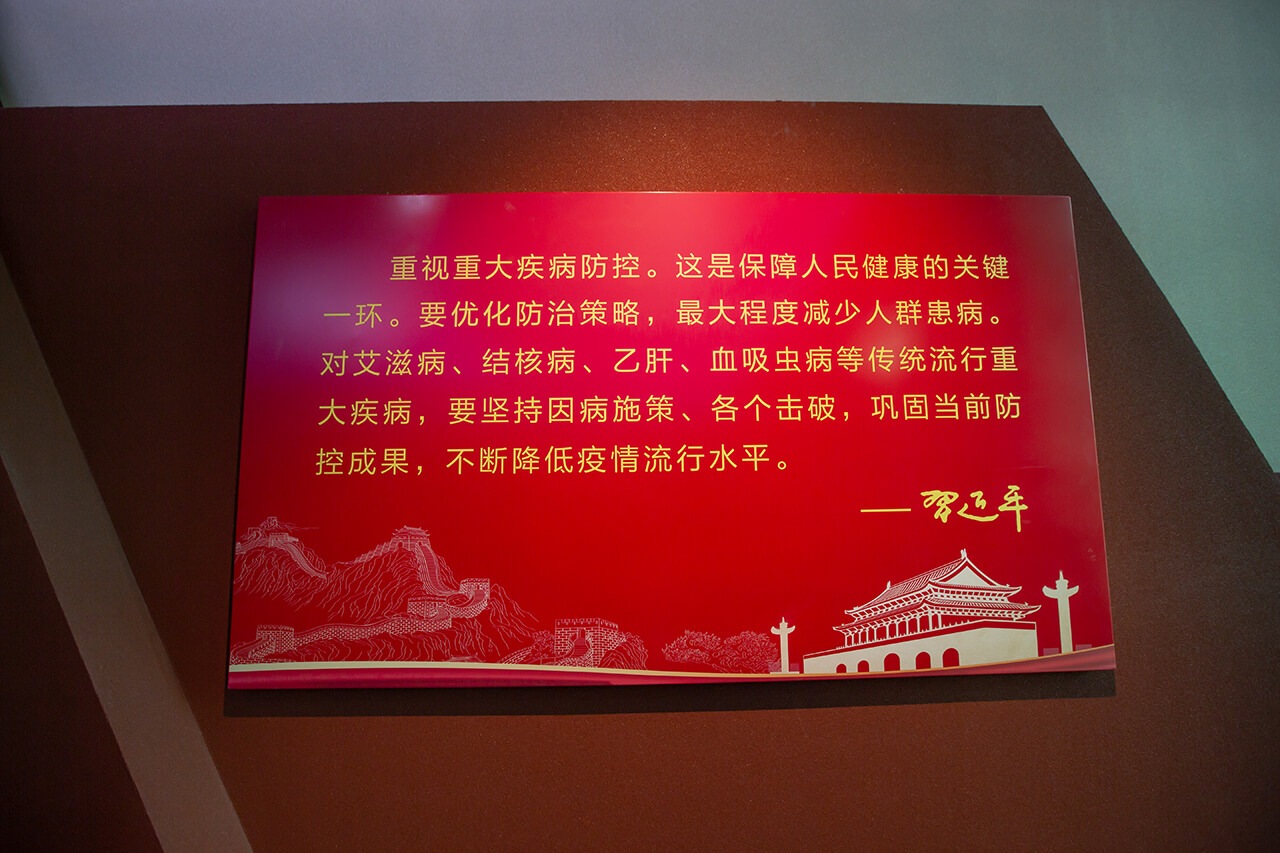 重视重大疾病防控。这是保障人民健康的关键
一环。要优化防治策略，最大程度减少人群患病。
对艾滋病、结核病、乙肝、血吸虫病等传统流行重
大疾病，要坚持因病施策、各个击破，巩固当前防
控成果，不断降低疫情流行水平。
——习近平